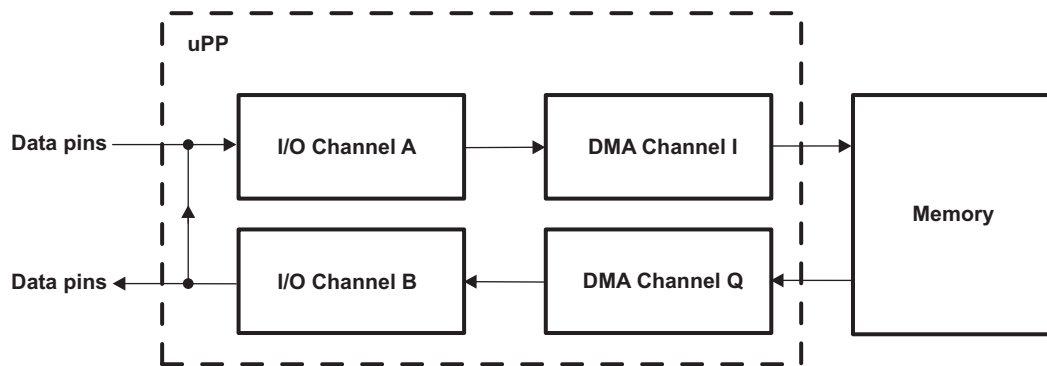 uPP
Data pins
I/O Channel A
DMA Channel I
Memory
Data pins
I/O Channel B
DMA Channel Q